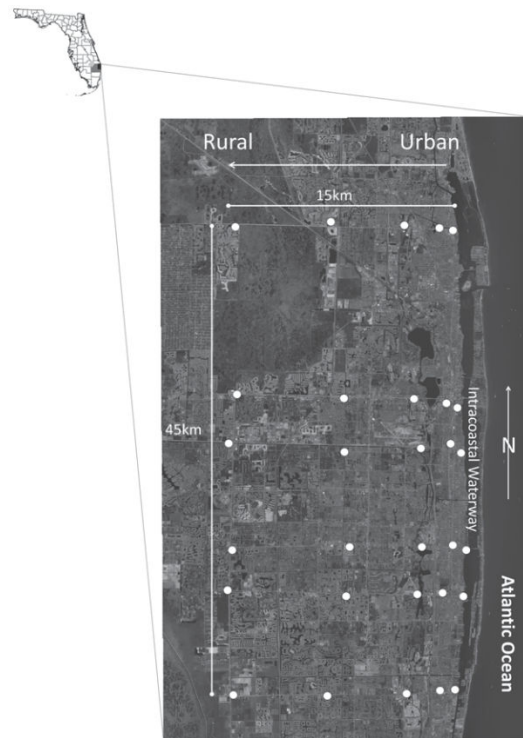 Rural
Urban
15km
45km
Intracoastal Waterway
N
Atlantic Ocean